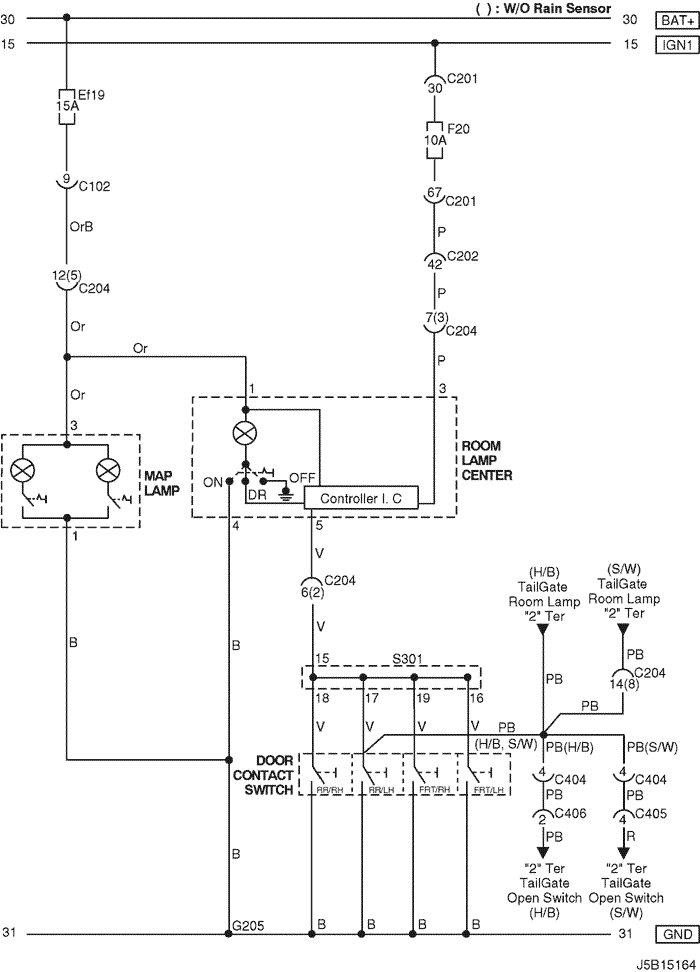 ( ) : W/O Rain Sensor
30
30
BAT+
15
15
IGN1
Ef19
15A
C201
30
F20
10A
9
C102
67
C201
OrB
P
C202
42
12(5)
C204
P
7(3)
C204
Or
Or
P
Or
1
3
3
MAP
LAMP
ROOM
LAMP
CENTER
ON
DR
OFF
Controller I. C
1
4
5
V
C204
6(2)
V
(H/B)
TailGate
Room Lamp
"2" Ter
(S/W)
TailGate
Room Lamp
"2" Ter
B
B
15
S301
PB
PB
C204
14(8)
18
17
19
16
V
V
V
V
PB
PB
(H/B, S/W)
PB(H/B)
PB(S/W)
DOOR
CONTACT
SWITCH
RR/RH
RR/LH
FRT/RH
FRT/LH
4
C404
4
C404
PB
PB
2
C406
4
C405
PB
R
B
"2" Ter
TailGate
Open Switch
(H/B)
"2" Ter
TailGate
Open Switch
(S/W)
G205
B
B
B
B
31
31
GND
J5B15164